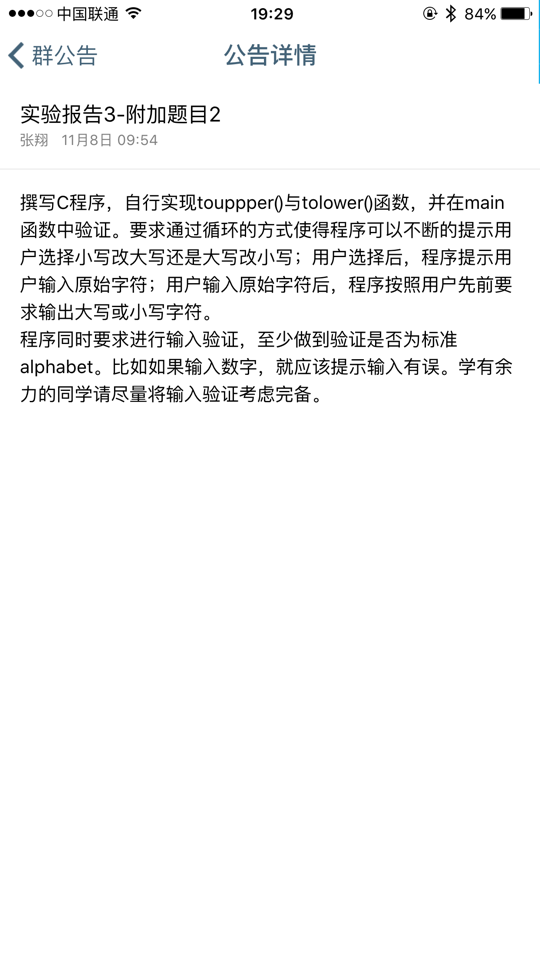 中国联通 19:29 84%
群公告 公告详情
实验报告3-附加题目2
张翔 11月8日 09:54
撰写C程序，自行实现touppper()与tolower()函数，并在main
函数中验证。要求通过循环的方式使得程序可以不断的提示用
户选择小写改大写还是大写改小写；用户选择后，程序提示用
户输入原始字符；用户输入原始字符后，程序按照用户先前要
求输出大写或小写字符。
程序同时要求进行输入验证，至少做到验证是否为标准
alphabet。比如如果输入数字，就应该提示输入有误。学有余
力的同学请尽量将输入验证考虑完备。